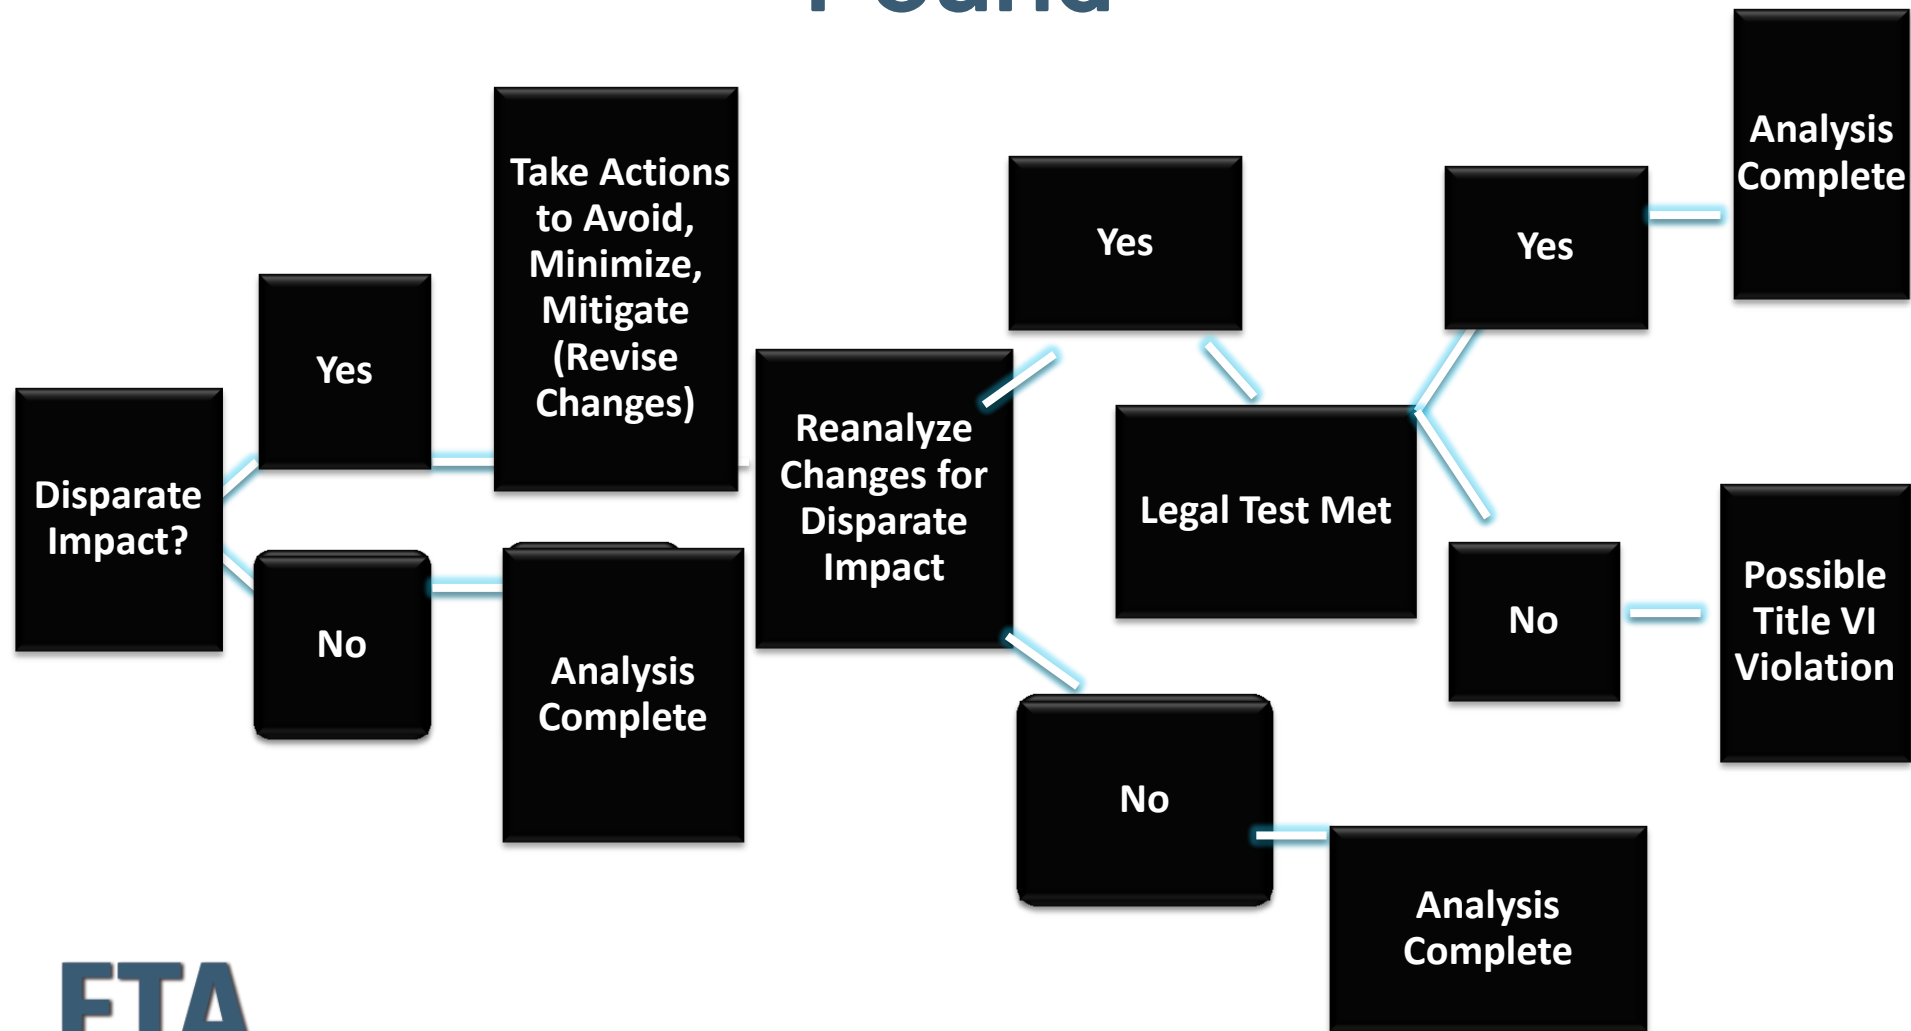 Disparate
Impact?
Yes
No
Take Actions
to Avoid,
Minimize,
Mitigate
(Revise
Changes)
Analysis
Complete
Reanalyze
Changes for
Disparate
Impact
Yes
No
Legal Test Met
Analysis
Complete
Yes
No
Analysis
Complete
Possible
Title VI
Violation
FTA